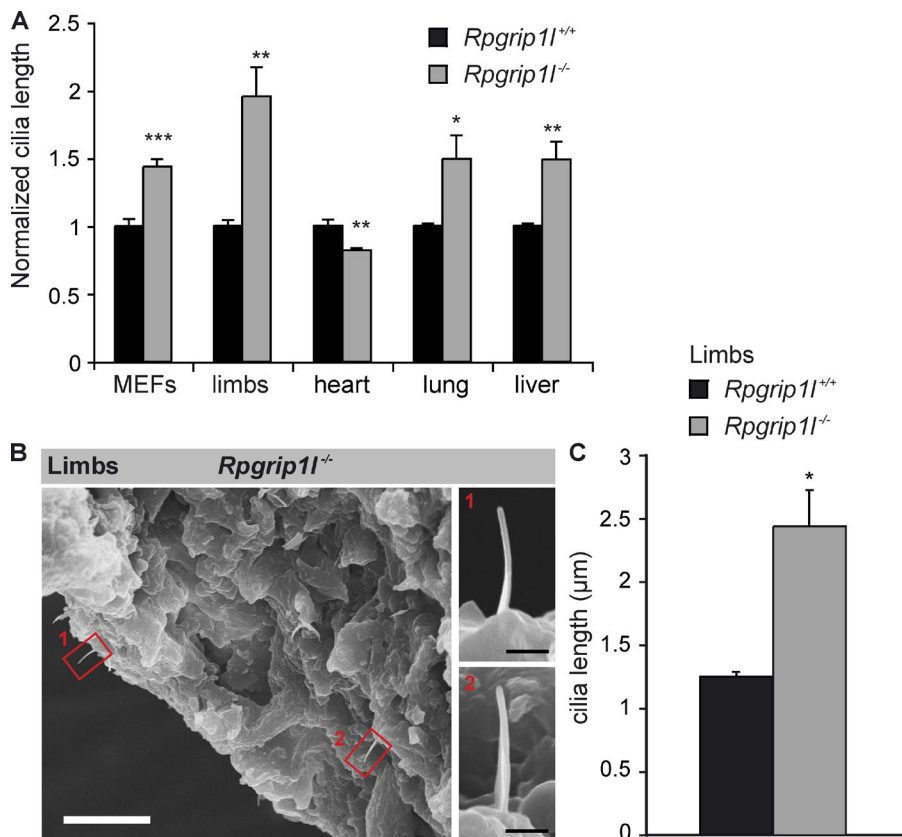 A
Normalized cilia length
2.5
2
1.5
1
0.5
0
Rpgrip1l+/+
Rpgrip1l-/-
***
**
**
*
**
MEFs limbs heart lung liver
B
Limbs Rpgrip1l-/-
1
2
1
2
Limbs
Rpgrip1l+/+
Rpgrip1l-/-
C
cilia length (µm)
3
2.5
2
1.5
1
0.5
0
*